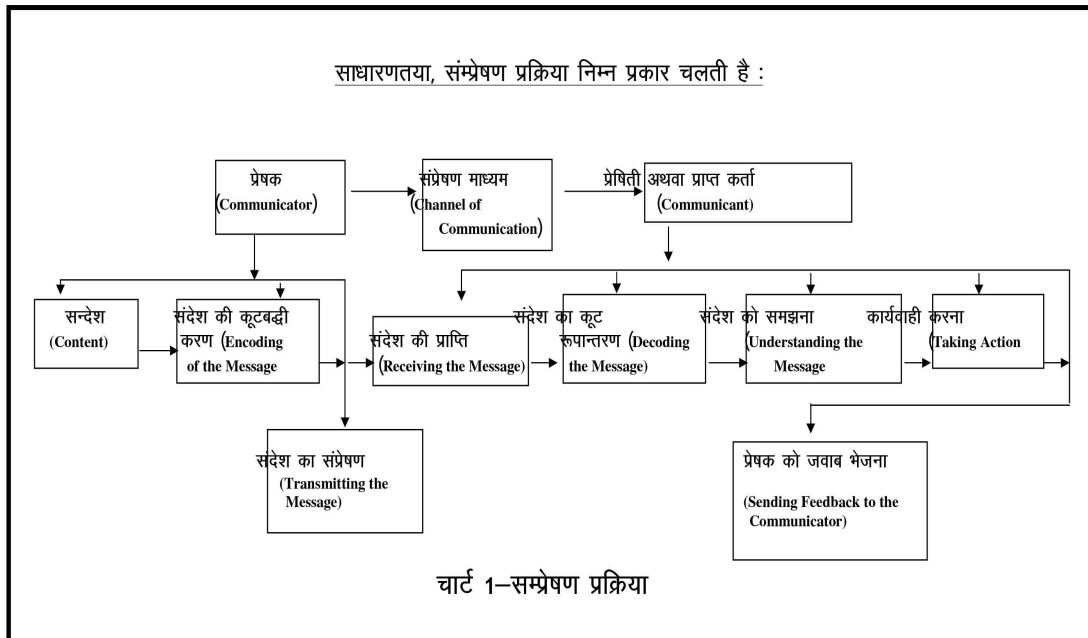 साधारणतया, संम्प्रेषण प्रक्रिया निम्न प्रकार चलती है :
प्रेषक
(Communicator)
संप्रेषण माध्यम
(Channel of
Communication)
प्रेषिती अथवा प्राप्त कर्ता
(Communicant)
सन्देश
(Content)
संदेश की कूटबद्धी
करण (Encoding
of the Message
संदेश की प्राप्ति
(Receiving the Message)
संदेश का कूट
रूपान्तरण (Decoding
the Message)
संदेश को समझना
(Understanding the
Message
कार्यवाही करना
(Taking Action
संदेश का संप्रेषण
(Transmitting the
Message)
प्रेषक को जवाब भेजना
(Sending Feedback to the
Communicator)
चार्ट 1–सम्प्रेषण प्रक्रिया